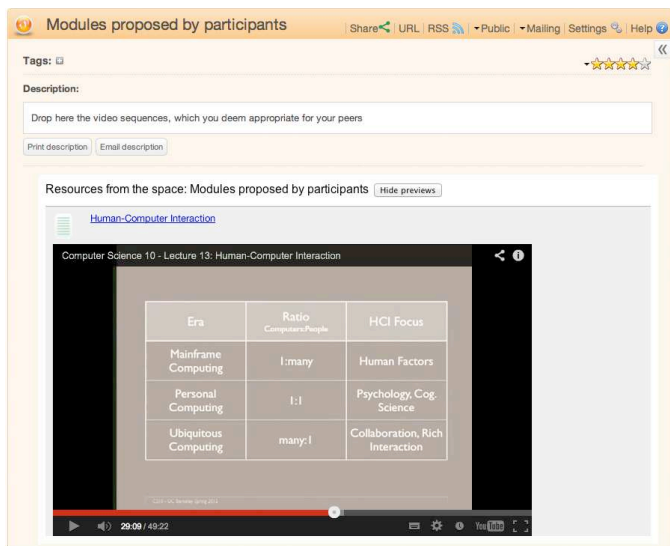 Modules proposed by participants
Share URL RSS Public Mailing Settings Help
Tags:
Description:
Drop here the video sequences, which you deem appropriate for your peers
Print description Email description
Resources from the space: Modules proposed by participants Hide previews
Human-Computer Interaction
Computer Science 10 - Lecture 13: Human-Computer Interaction
Era Ratio Computers:People HCI Focus
Mainframe Computing 1:many Human Factors
Personal Computing 1:1 Psychology, Cog. Science
Ubiquitous Computing many:1 Collaboration, Rich Interaction
29:09 / 49:22 YouTube